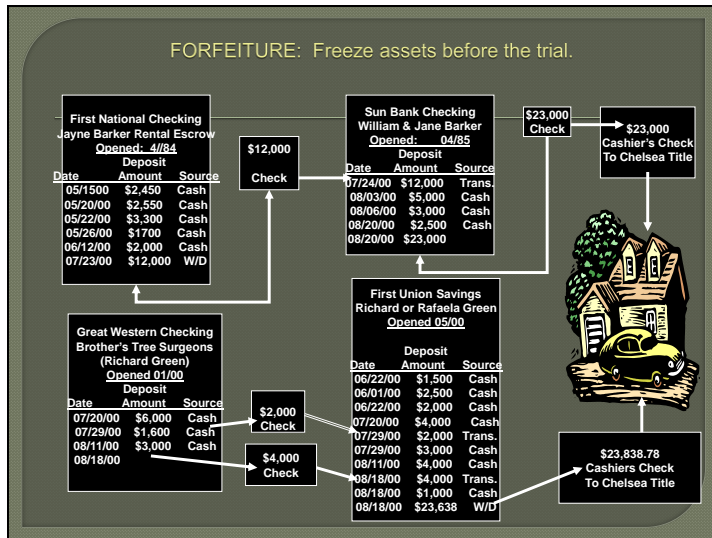 FORFEITURE: Freeze assets before the trial.
First National Checking
Jayne Barker Rental Escrow
Opened: 4//84
Deposit
Date Amount Source
05/1500 $2,450 Cash
05/20/00 $2,550 Cash
05/22/00 $3,300 Cash
05/26/00 $1700 Cash
06/12/00 $2,000 Cash
07/23/00 $12,000 W/D
$12,000
Check
Sun Bank Checking
William & Jane Barker
Opened: 04/85
Deposit
Date Amount Source
07/24/00 $12,000 Trans.
08/03/00 $5,000 Cash
08/06/00 $3,000 Cash
08/20/00 $2,500 Cash
08/20/00 $23,000
$23,000
Check
$23,000
Cashier's Check
To Chelsea Title
Great Western Checking
Brother's Tree Surgeons
(Richard Green)
Opened 01/00
Deposit
Date Amount Source
07/20/00 $6,000 Cash
07/29/00 $1,600 Cash
08/11/00 $3,000 Cash
08/18/00
$2,000
Check
$4,000
Check
First Union Savings
Richard or Rafaela Green
Opened 05/00
Deposit
Date Amount Source
06/22/00 $1,500 Cash
06/01/00 $2,500 Cash
06/22/00 $2,000 Cash
07/20/00 $4,000 Cash
07/29/00 $2,000 Trans.
07/29/00 $3,000 Cash
08/11/00 $4,000 Cash
08/18/00 $4,000 Trans.
08/18/00 $1,000 Cash
08/18/00 $23,638 W/D
$23,838.78
Cashiers Check
To Chelsea Title